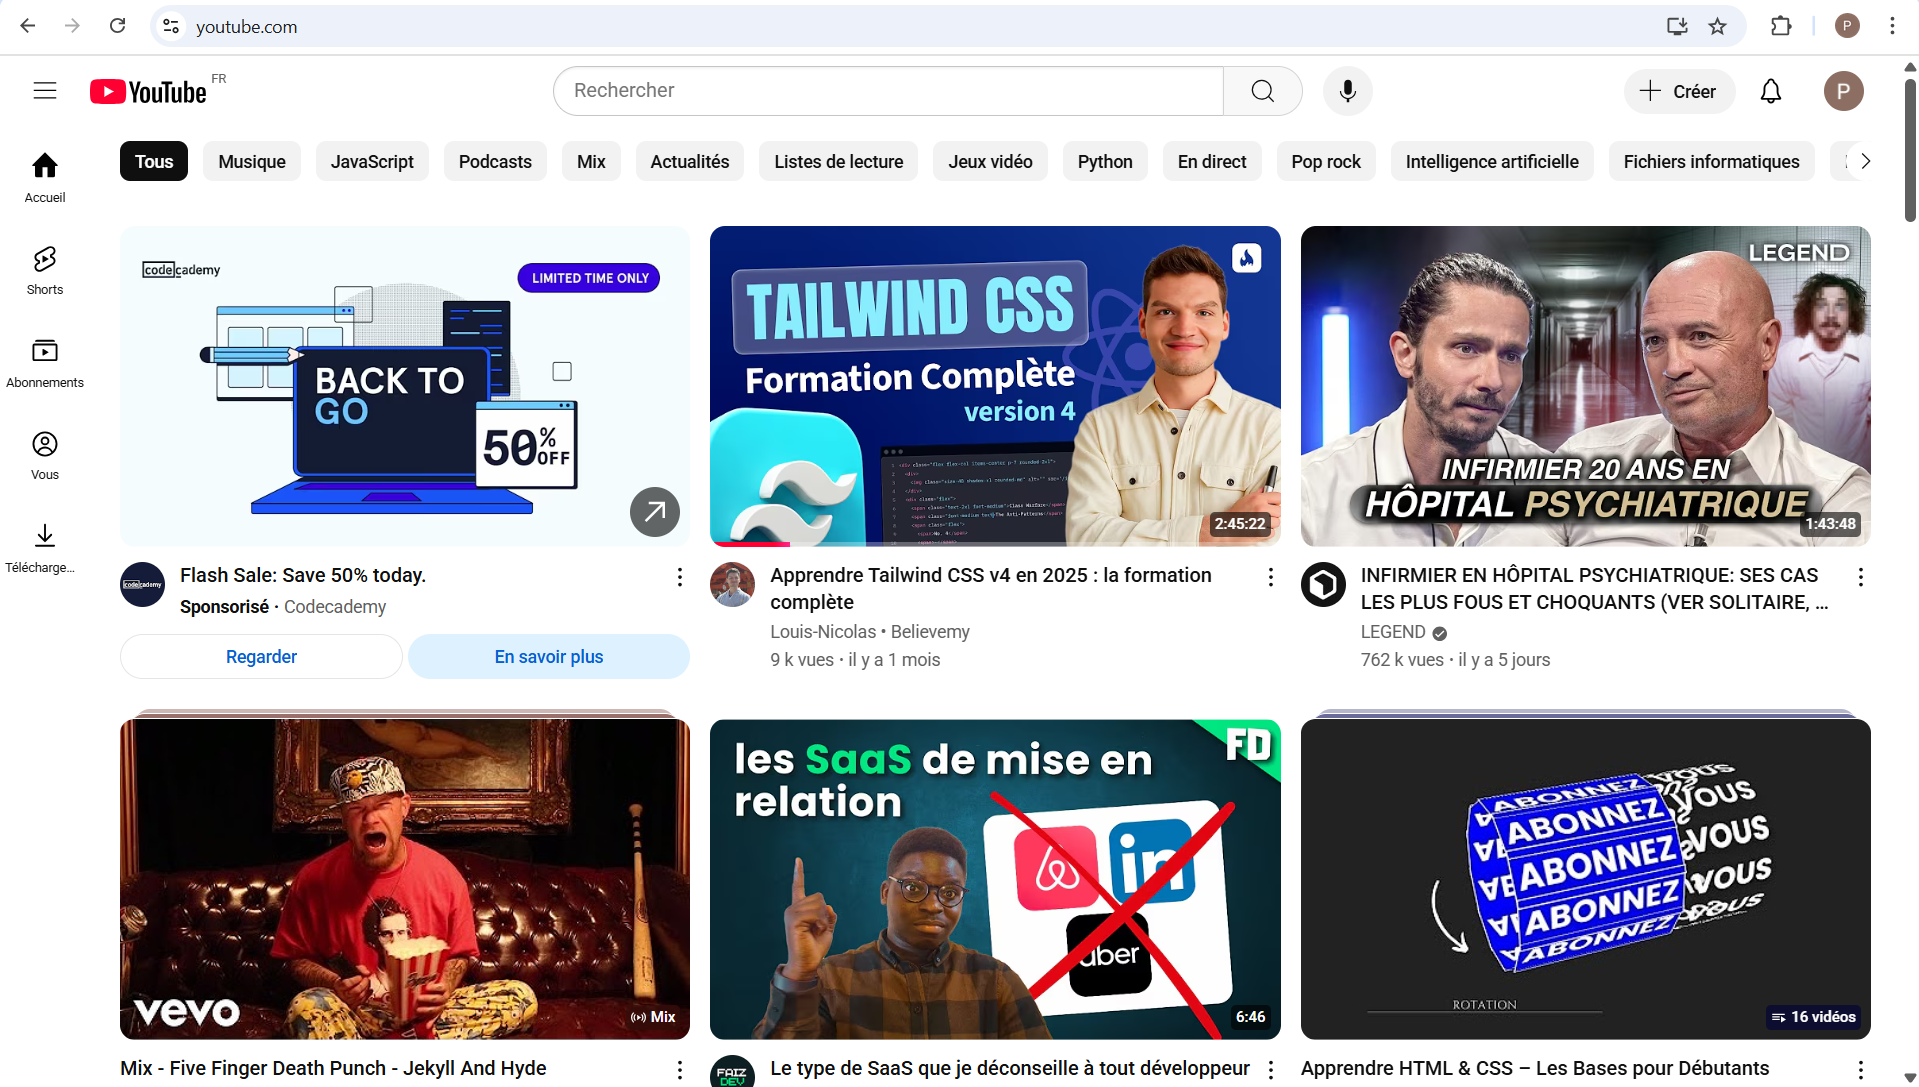 youtube.com
P
YouTube FR
Rechercher
Créer
P
Tous
Musique
JavaScript
Podcasts
Mix
Actualités
Listes de lecture
Jeux vidéo
Python
En direct
Pop rock
Intelligence artificielle
Fichiers informatiques
Accueil
Shorts
Abonnements
Vous
Télécharge...
codecademy
LIMITED TIME ONLY
BACK TO
GO
50% OFF
codecademy
Flash Sale: Save 50% today.
Sponsorisé · Codecademy
Regarder
En savoir plus
TAILWIND CSS
Formation Complète
version 4
2:45:22
Apprendre Tailwind CSS v4 en 2025 : la formation
complète
Louis-Nicolas • Believemy
9 k vues · il y a 1 mois
LEGEND
INFIRMIER 20 ANS EN
HÔPITAL PSYCHIATRIQUE
1:43:48
INFIRMIER EN HÔPITAL PSYCHIATRIQUE: SES CAS
LES PLUS FOUS ET CHOQUANTS (VER SOLITAIRE, ...
LEGEND
762 k vues · il y a 5 jours
vevo
Mix
Mix - Five Finger Death Punch - Jekyll And Hyde
les SaaS de mise en
relation
FD
in
uber
6:46
FAIZ
DEV
Le type de SaaS que je déconseille à tout développeur
ABONNEZ VOUS
ABONNEZ VOUS
ABONNEZ VOUS
ABONNEZ VOUS
ABONNEZ VOUS
ROTATION
16 vidéos
Apprendre HTML & CSS – Les Bases pour Débutants